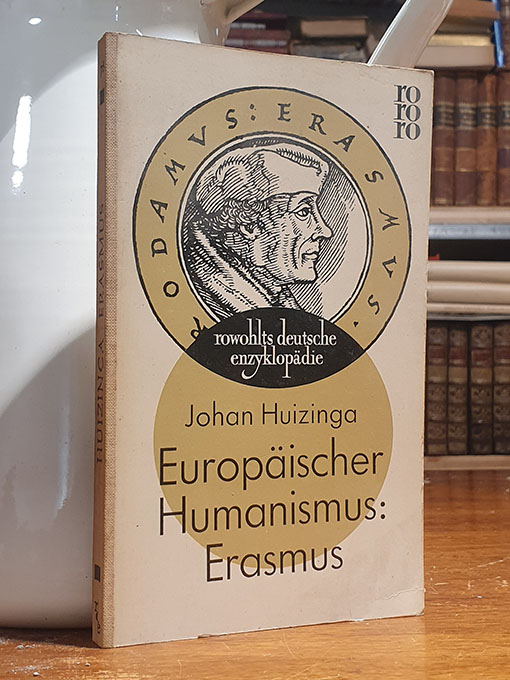 HUIZINGA ERASMUS
RODAMVS: ERASMVS.
ro
ro
ro
rowohlts deutsche
enzyklopädie
Johan Huizinga
Europäischer
Humanismus:
Erasmus